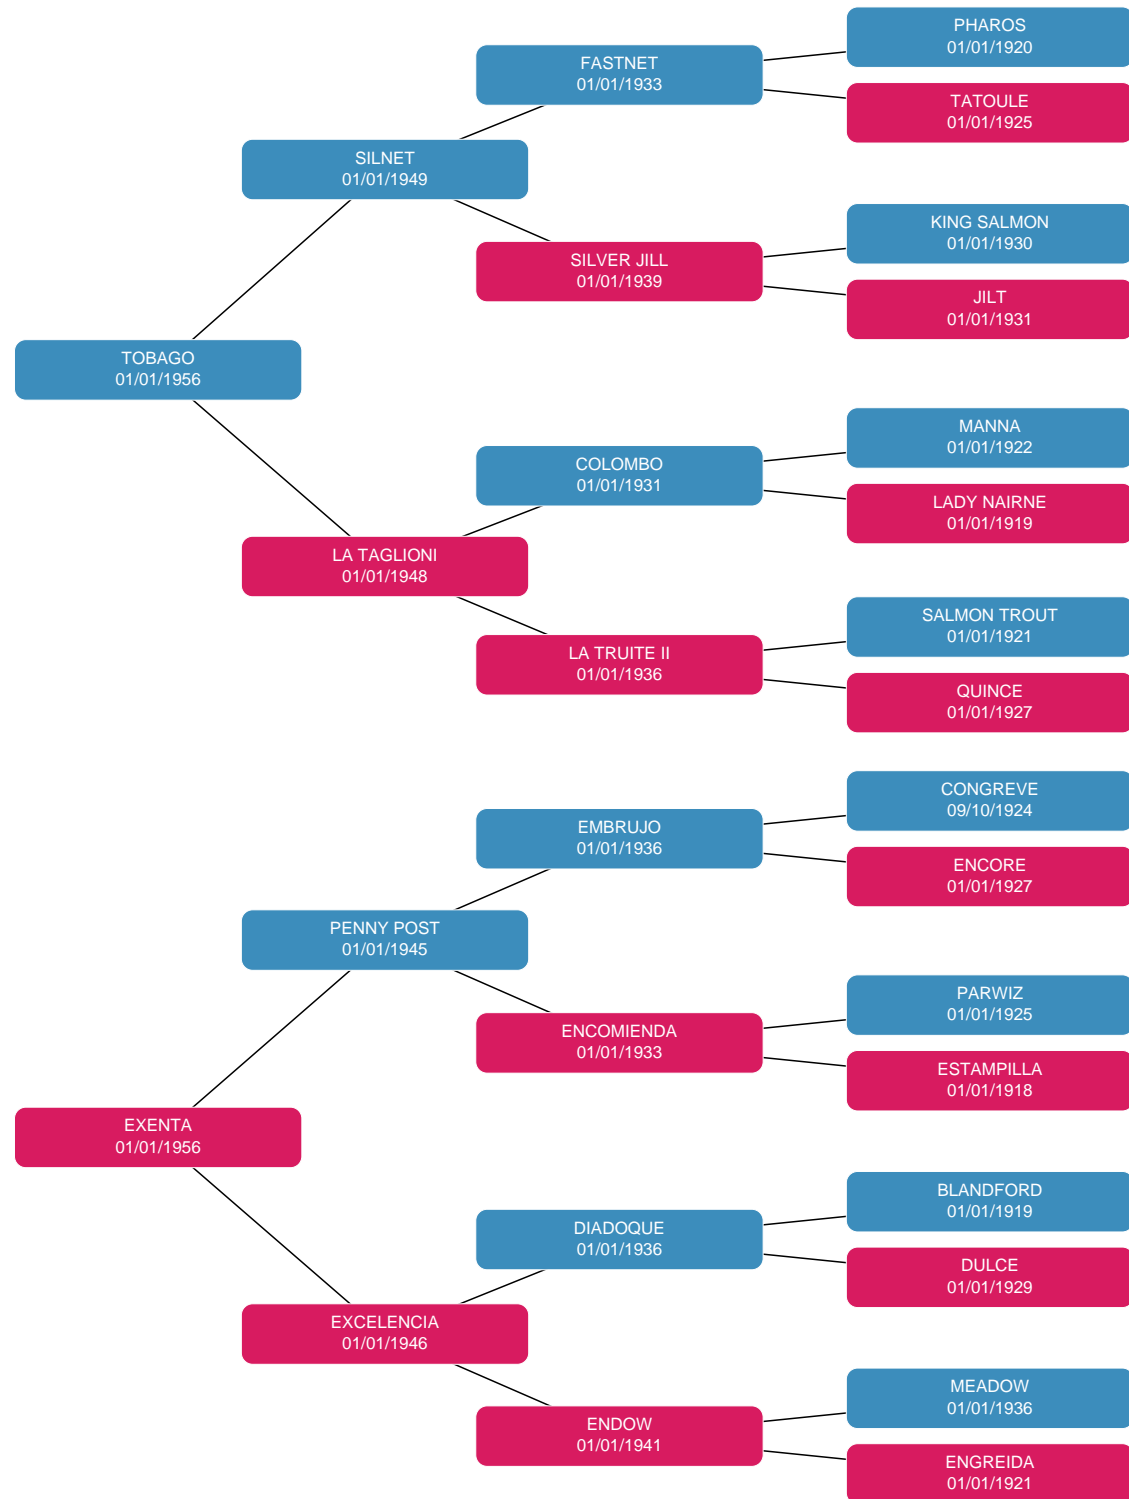 PHAROS
01/01/1920
FASTNET
01/01/1933
TATOULE
01/01/1925
SILNET
01/01/1949
KING SALMON
01/01/1930
SILVER JILL
01/01/1939
JILT
01/01/1931
TOBAGO
01/01/1956
MANNA
01/01/1922
COLOMBO
01/01/1931
LADY NAIRNE
01/01/1919
LA TAGLIONI
01/01/1948
SALMON TROUT
01/01/1921
LA TRUITE II
01/01/1936
QUINCE
01/01/1927
CONGREVE
09/10/1924
EMBRUJO
01/01/1936
ENCORE
01/01/1927
PENNY POST
01/01/1945
PARWIZ
01/01/1925
ENCOMIENDA
01/01/1933
ESTAMPILLA
01/01/1918
EXENTA
01/01/1956
BLANDFORD
01/01/1919
DIADOQUE
01/01/1936
DULCE
01/01/1929
EXCELENCIA
01/01/1946
MEADOW
01/01/1936
ENDOW
01/01/1941
ENGREIDA
01/01/1921